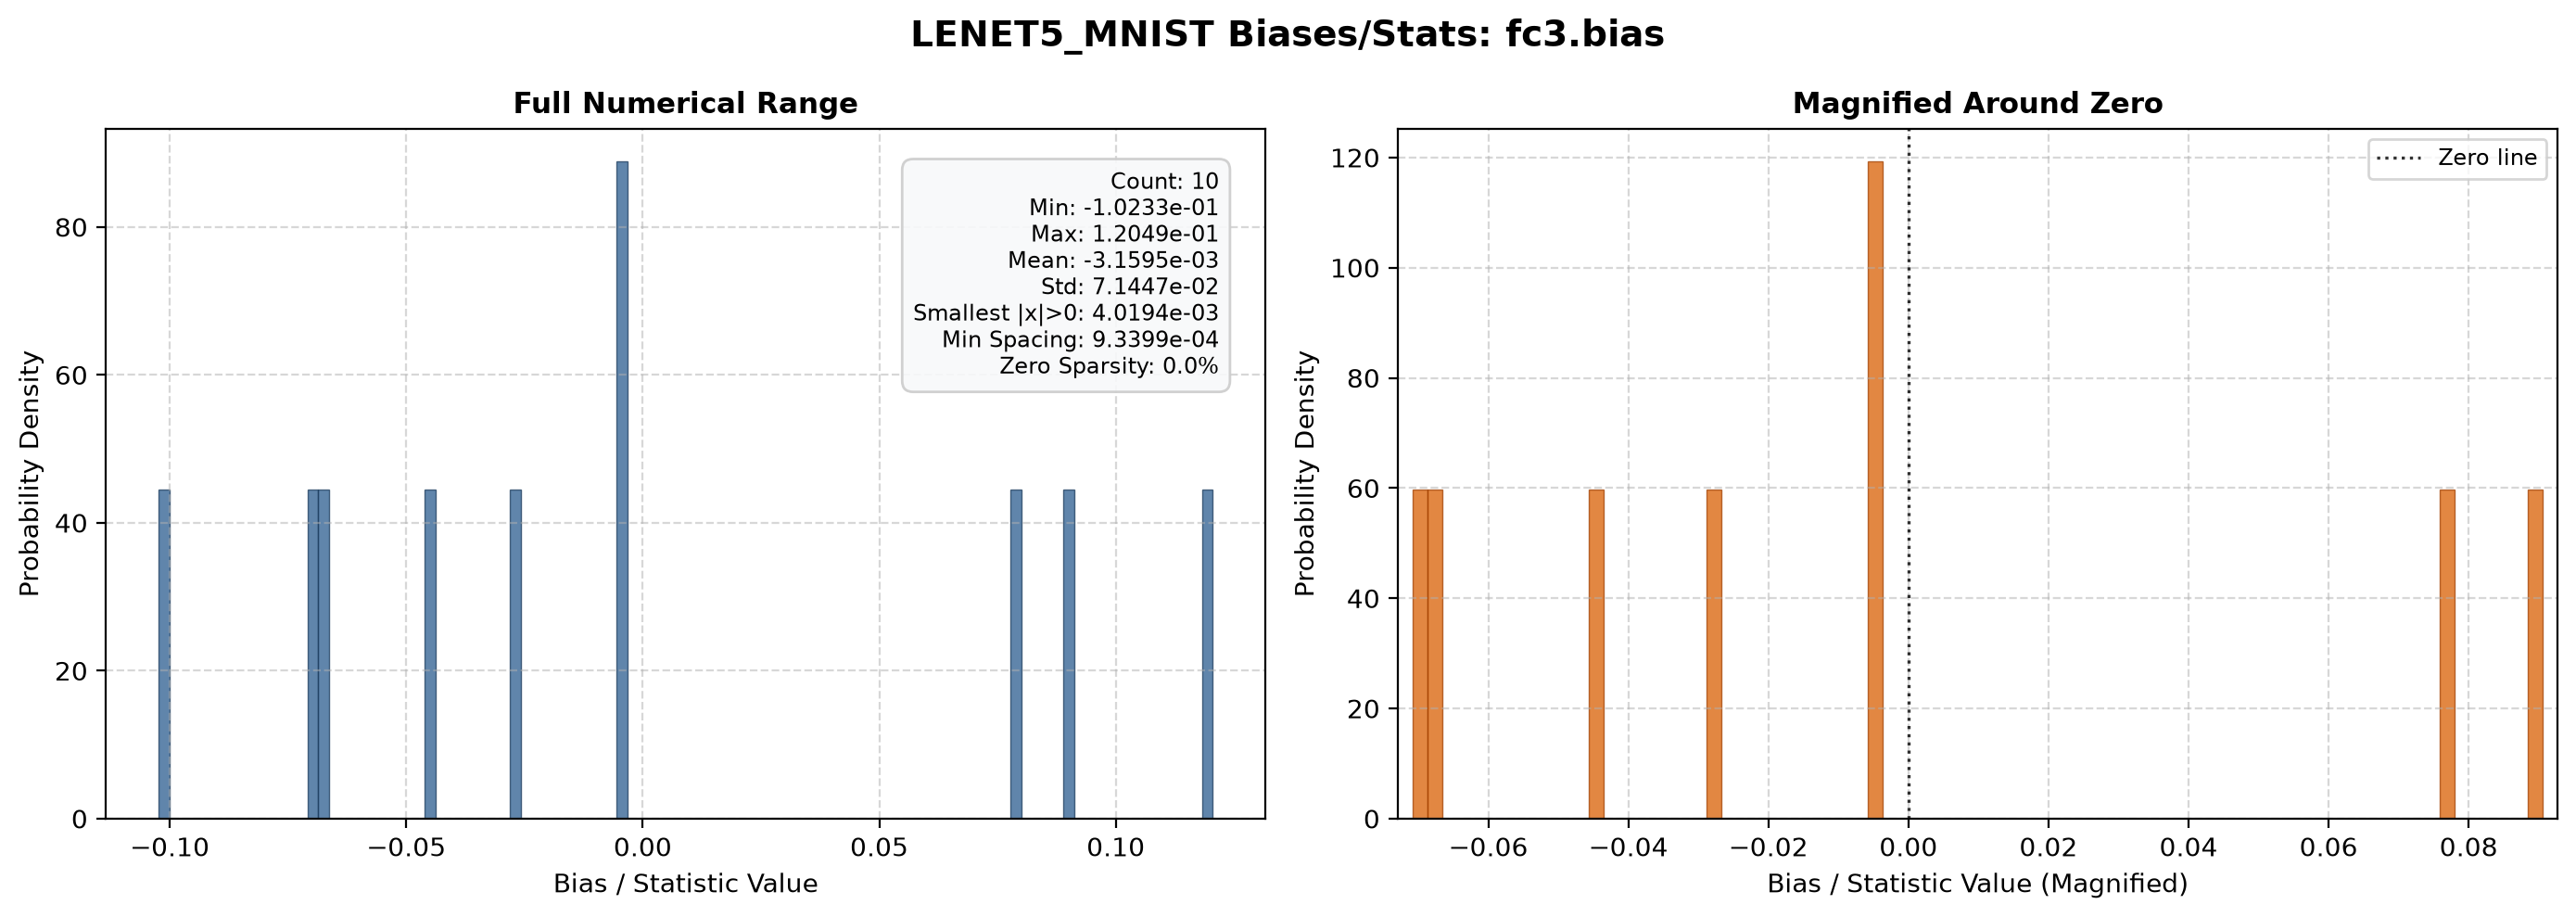 LENET5_MNIST Biases/Stats: fc3.bias
Full Numerical Range
Probability Density
80
60
40
20
0
Count: 10
Min: -1.0233e-01
Max: 1.2049e-01
Mean: -3.1595e-03
Std: 7.1447e-02
Smallest |x|>0: 4.0194e-03
Min Spacing: 9.3399e-04
Zero Sparsity: 0.0%
−0.10 −0.05 0.00 0.05 0.10
Bias / Statistic Value
Magnified Around Zero
Probability Density
120
100
80
60
40
20
0
Zero line
−0.06 −0.04 −0.02 0.00 0.02 0.04 0.06 0.08
Bias / Statistic Value (Magnified)